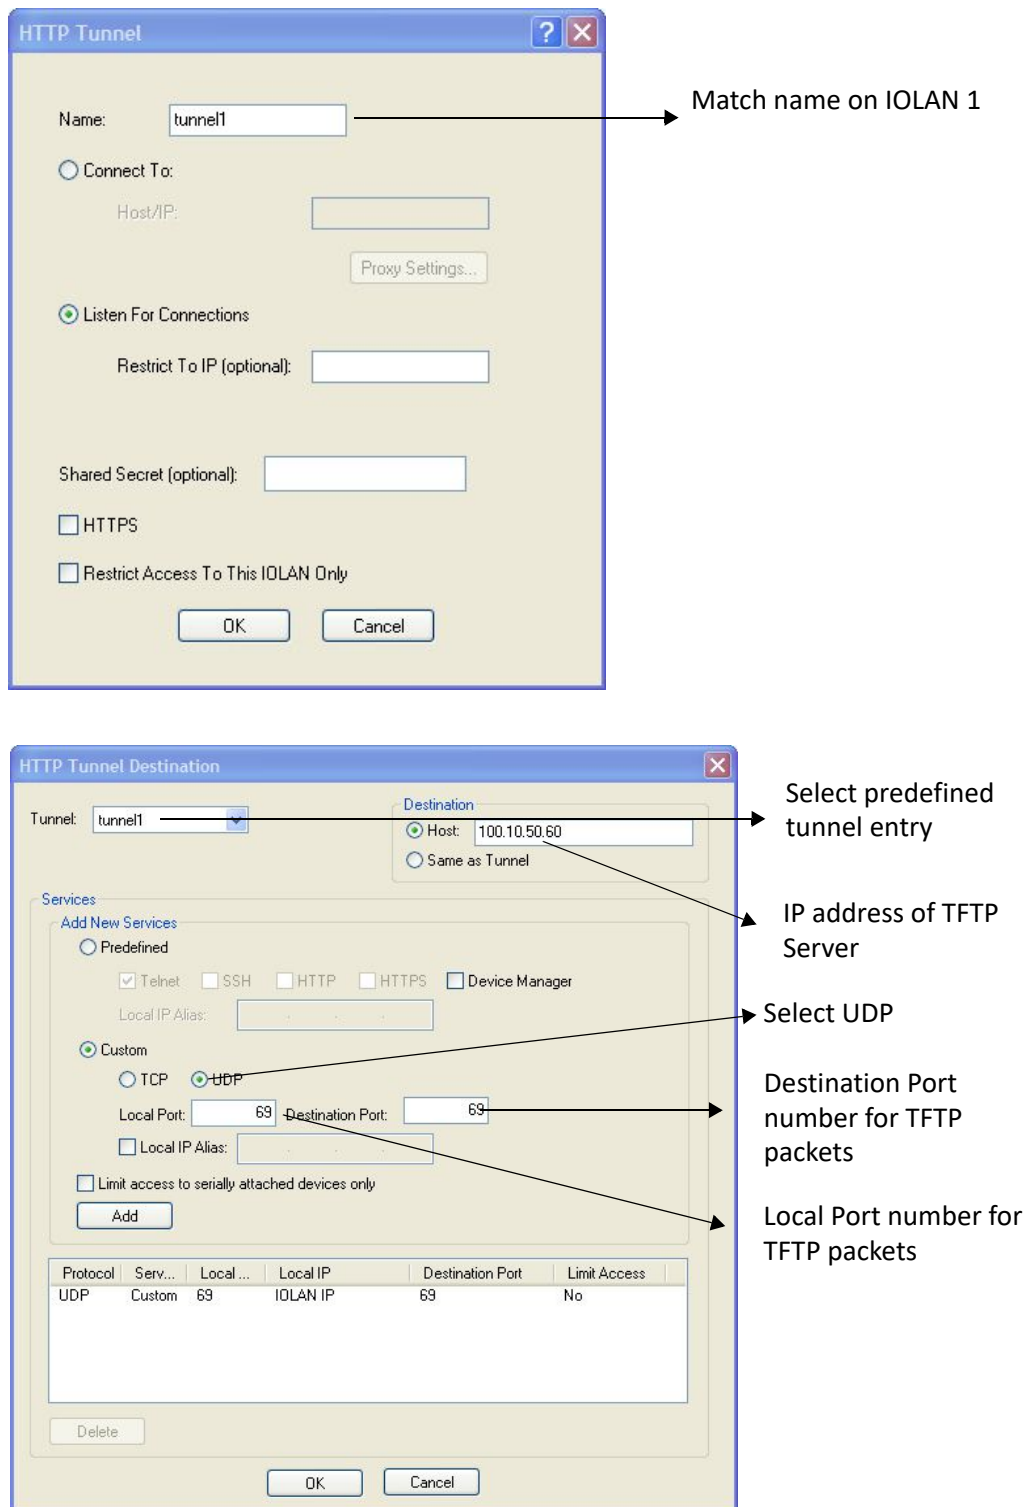 HTTP Tunnel
Name: tunnel1
Match name on IOLAN 1
Connect To:
Host/IP:
Proxy Settings...
Listen For Connections
Restrict To IP (optional):
Shared Secret (optional):
HTTPS
Restrict Access To This IOLAN Only
OK Cancel
HTTP Tunnel Destination
Tunnel: tunnel1
Destination
Host: 100.10.50.60
Same as Tunnel
Select predefined
tunnel entry
IP address of TFTP
Server
Services
Add New Services
Predefined
Telnet SSH HTTP HTTPS Device Manager
Local IP Alias:
Custom
TCP UDP
Select UDP
Local Port: 69 Destination Port: 69
Destination Port
number for TFTP
packets
Local IP Alias:
Limit access to serially attached devices only
Add
Local Port number for
TFTP packets
Protocol Serv... Local ... Local IP Destination Port Limit Access
UDP Custom 69 IOLAN IP 69 No
Delete
OK Cancel